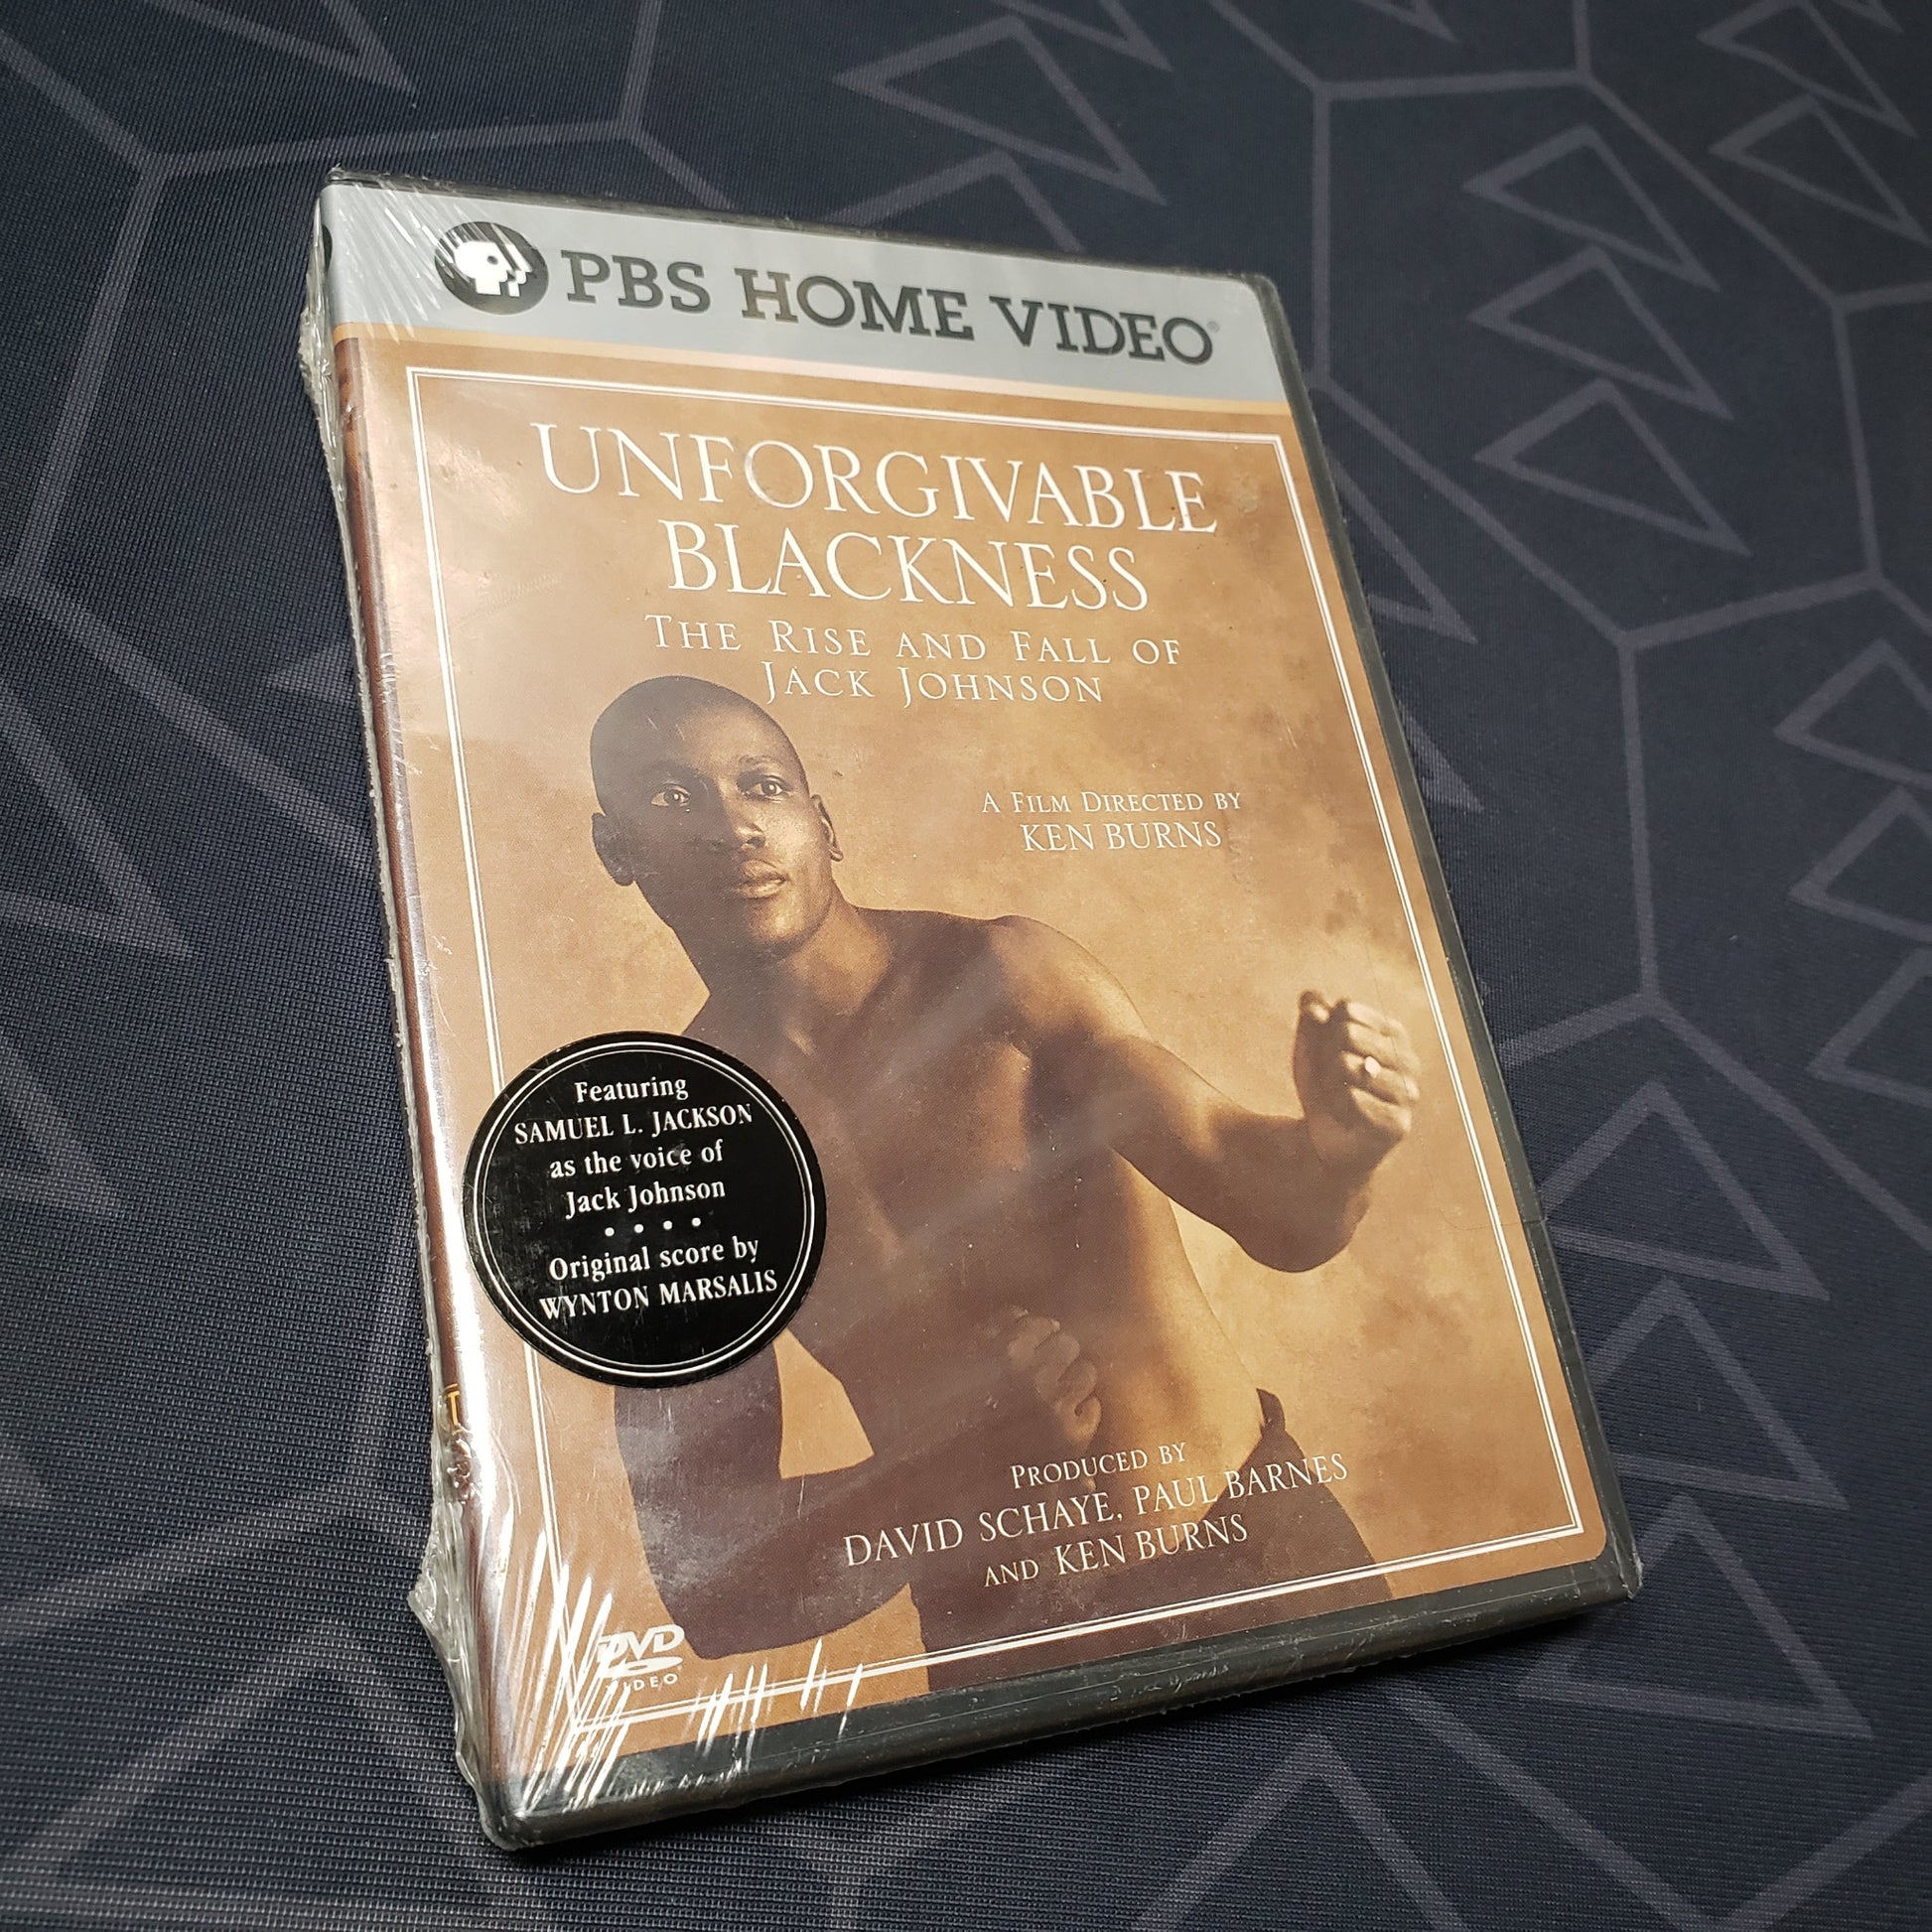 PBS HOME VIDEO®
UNFORGIVABLE
BLACKNESS
THE RISE AND FALL OF
JACK JOHNSON
A FILM DIRECTED BY
KEN BURNS
Featuring
SAMUEL L. JACKSON
as the voice of
Jack Johnson
• • • •
Original score by
WYNTON MARSALIS
PRODUCED BY
DAVID SCHAYE, PAUL BARNES
AND KEN BURNS
DVD
VIDEO